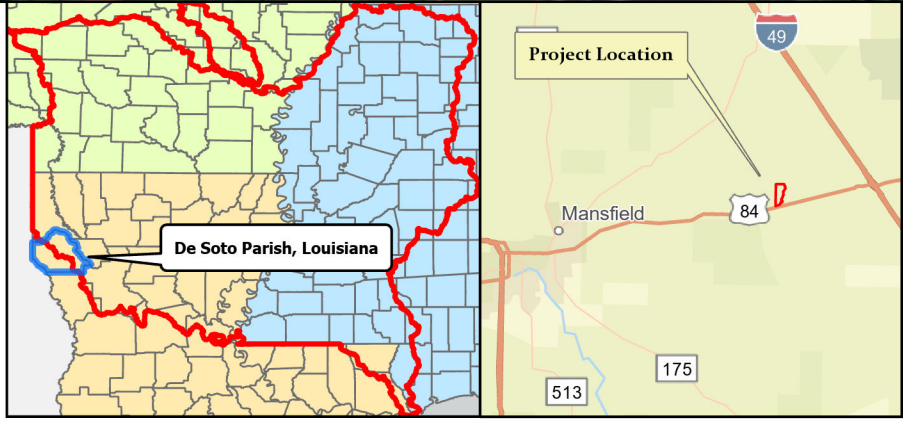 De Soto Parish, Louisiana
49
Project Location
84
Mansfield
175
513